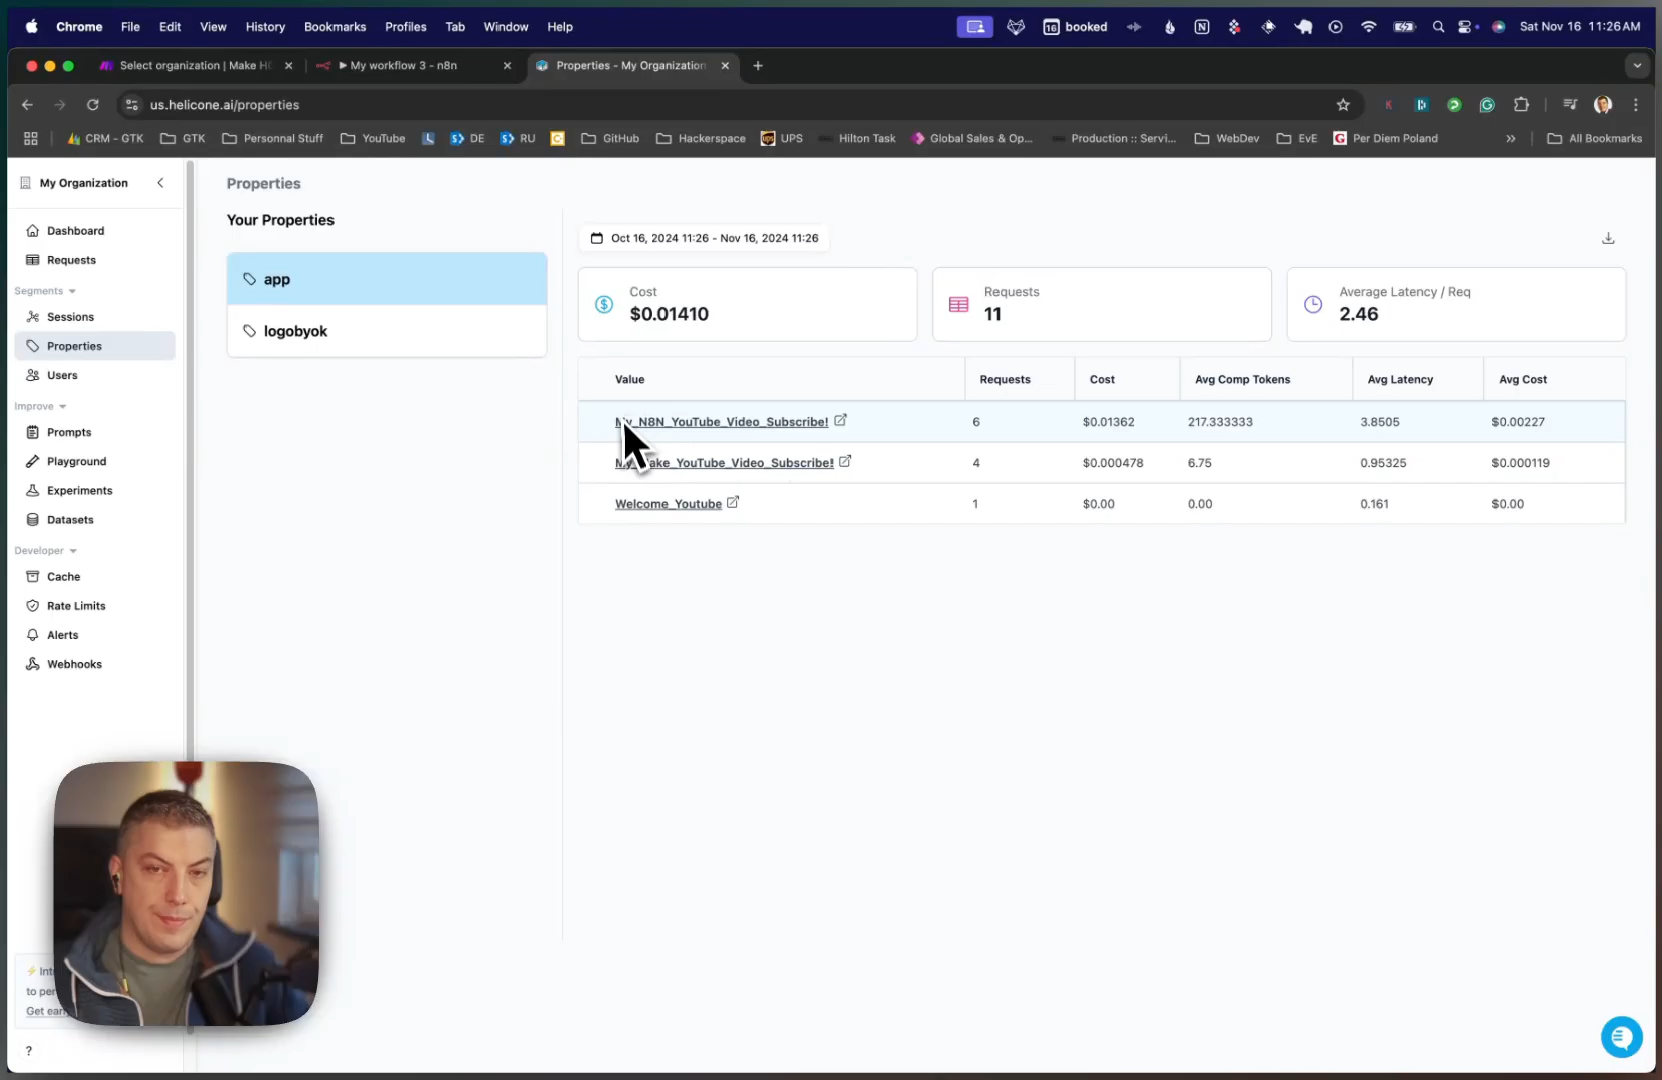 Chrome File Edit View History Bookmarks Profiles Tab Window Help
16 booked
Sat Nov 16 11:26AM
Select organization | Make H
▶ My workflow 3 - n8n
Properties - My Organization
us.helicone.ai/properties
CRM - GTK GTK Personnal Stuff YouTube L DE RU GitHub Hackerspace UPS Hilton Task Global Sales & Op... Production :: Servi... WebDev EvE Per Diem Poland » All Bookmarks
My Organization
Dashboard
Requests
Segments
Sessions
Properties
Users
Improve
Prompts
Playground
Experiments
Datasets
Developer
Cache
Rate Limits
Alerts
Webhooks
to
Get
?
Properties
Your Properties
app
logobyok
Oct 16, 2024 11:26 - Nov 16, 2024 11:26
Cost
$0.01410
Requests
11
Average Latency / Req
2.46
Value Requests Cost Avg Comp Tokens Avg Latency Avg Cost
My_N8N_YouTube_Video_Subscribe! 6 $0.01362 217.333333 3.8505 $0.00227
My_Make_YouTube_Video_Subscribe! 4 $0.000478 6.75 0.95325 $0.000119
Welcome_Youtube 1 $0.00 0.00 0.161 $0.00